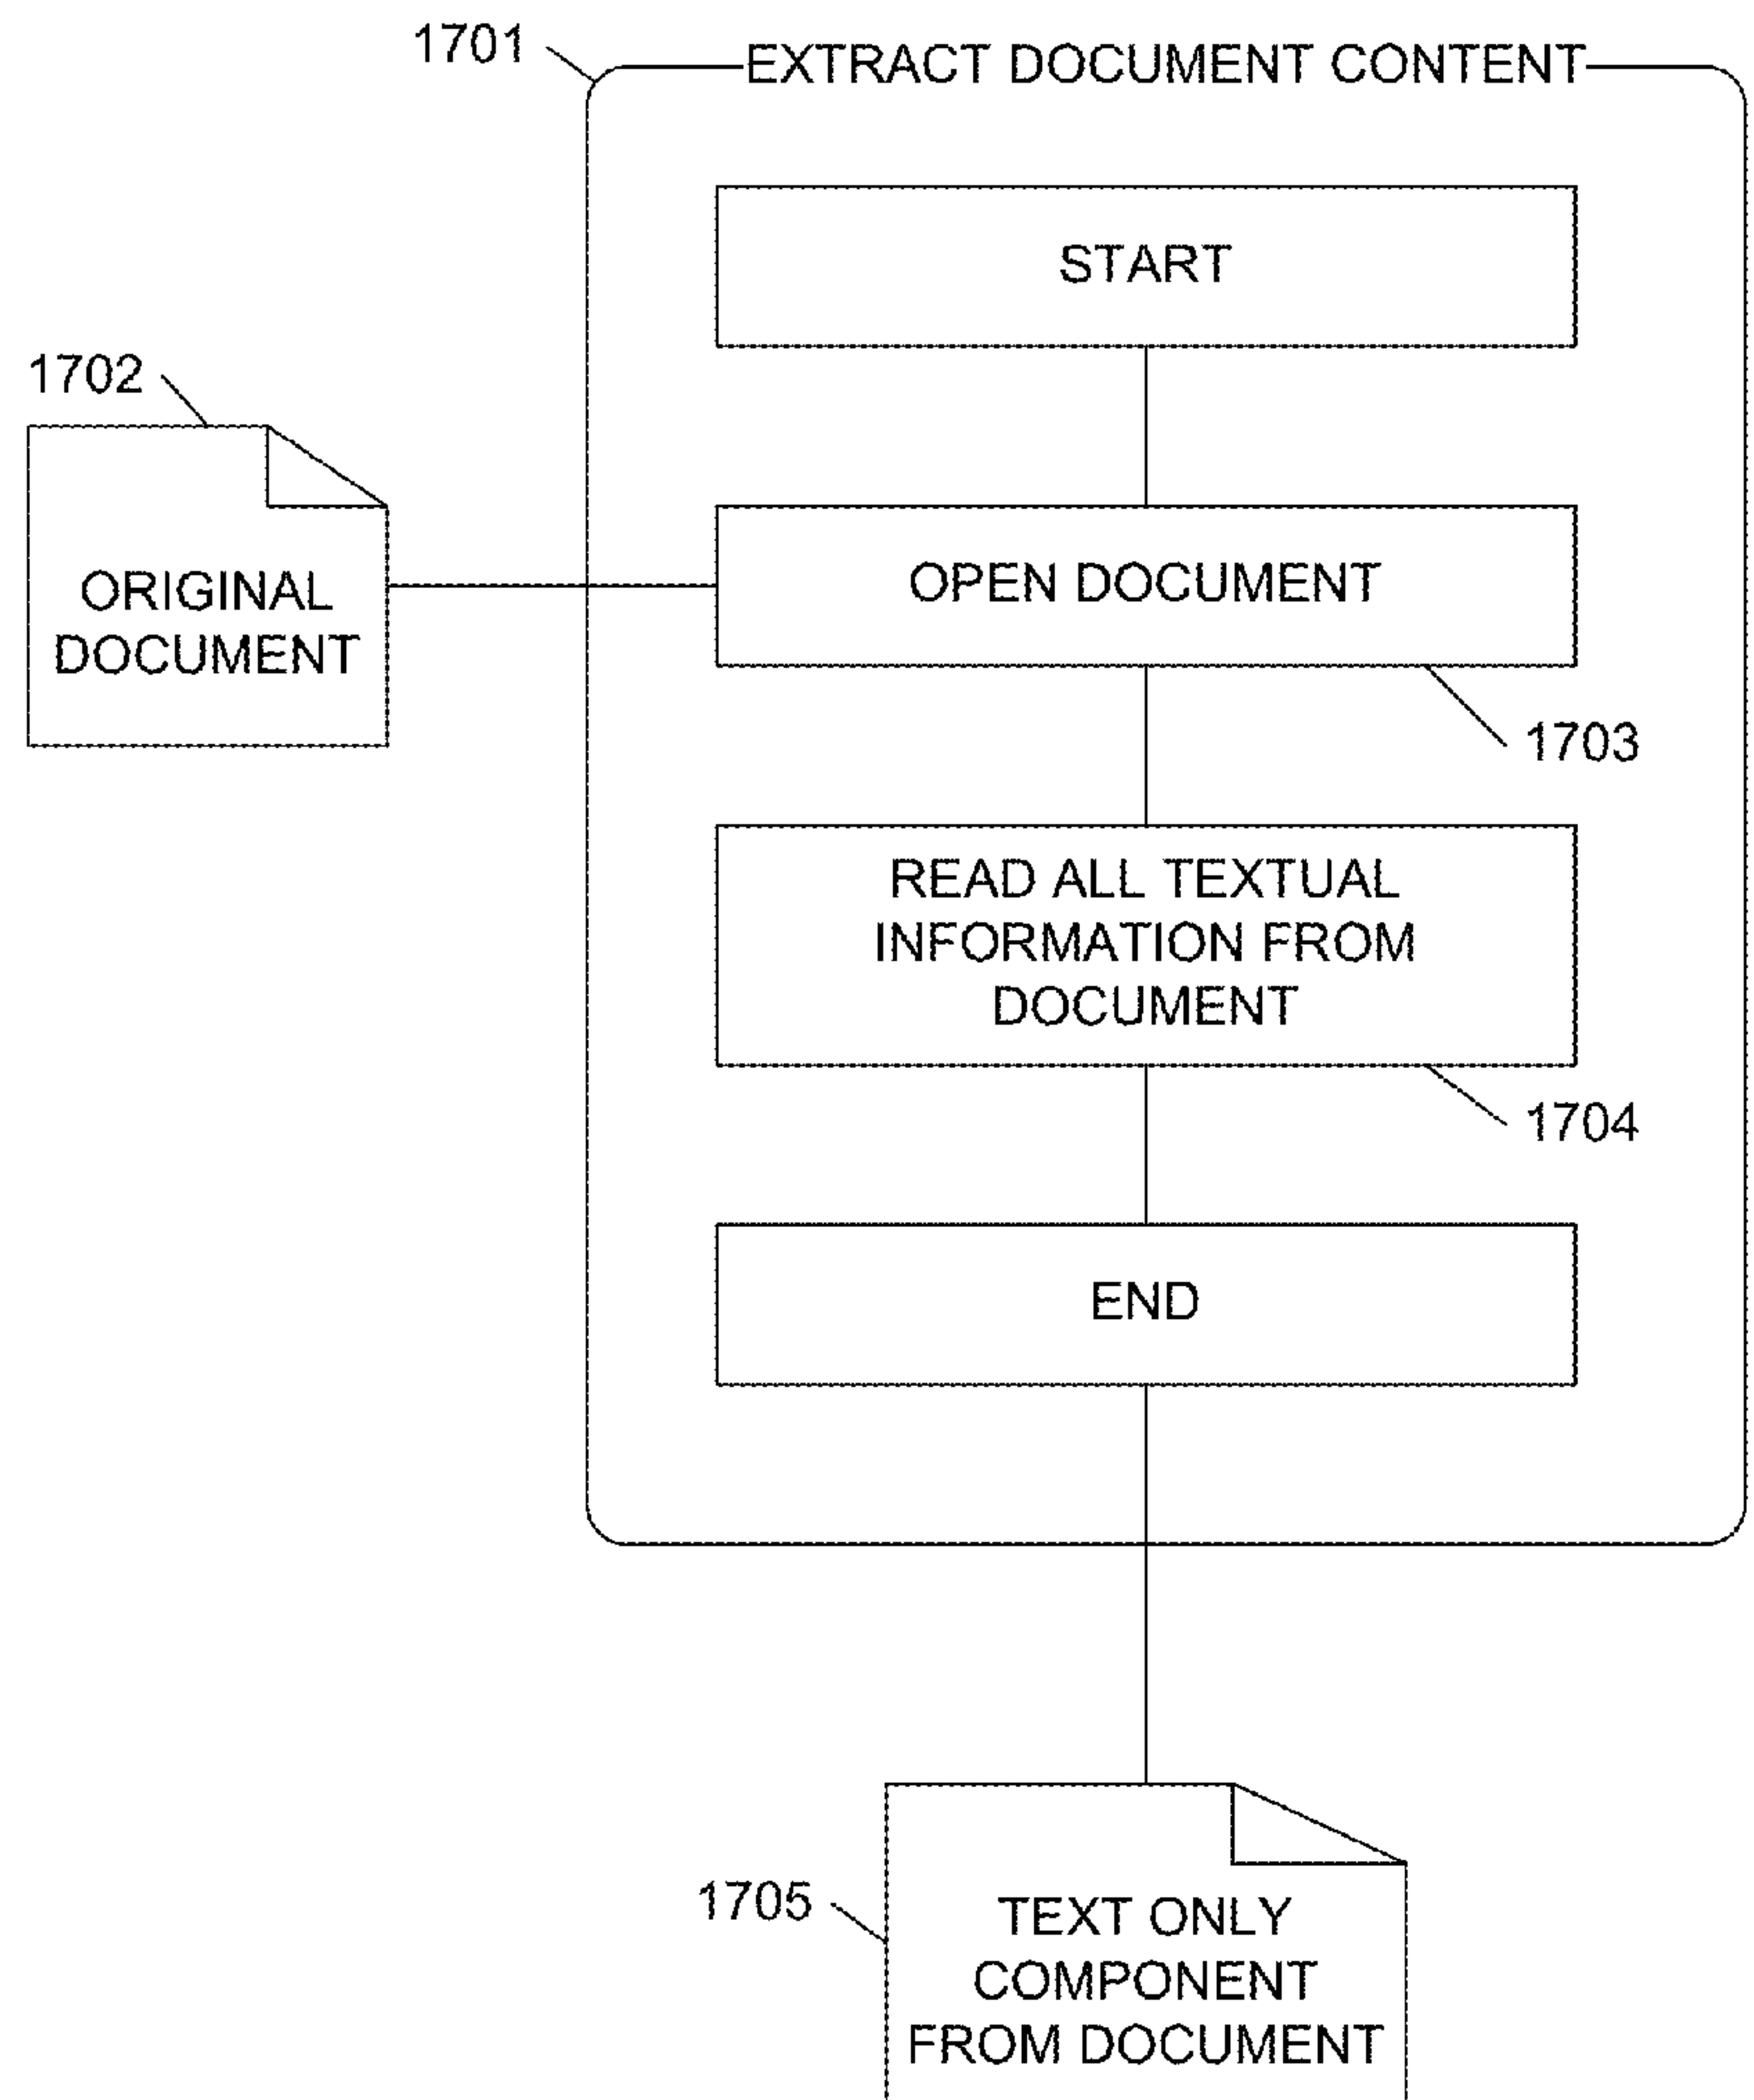 1701
EXTRACT DOCUMENT CONTENT
START
1702
ORIGINAL
DOCUMENT
OPEN DOCUMENT
1703
READ ALL TEXTUAL
INFORMATION FROM
DOCUMENT
1704
END
1705
TEXT ONLY
COMPONENT
FROM DOCUMENT